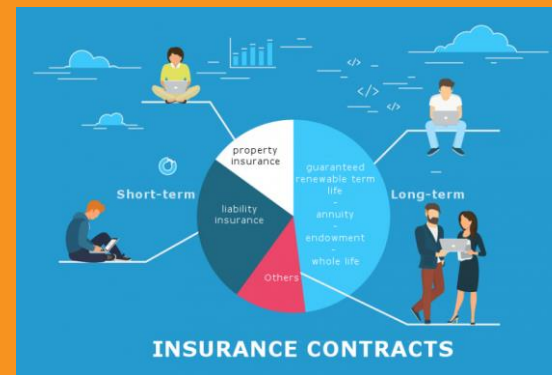 </>
</>
</>
property
insurance
guaranteed
renewable term
life
-
annuity
-
endowment
-
whole life
Short-term
Long-term
liability
insurance
Others
INSURANCE CONTRACTS